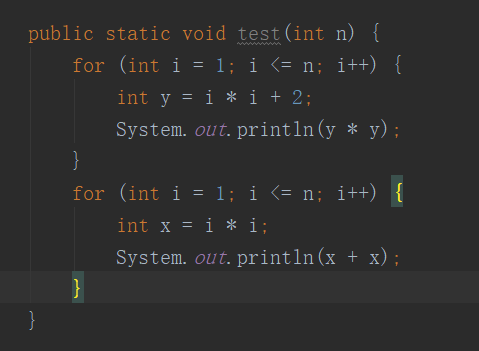 public static void test(int n) {
for (int i = 1; i <= n; i++) {
int y = i * i + 2;
System.out.println(y * y);
}
for (int i = 1; i <= n; i++) {
int x = i * i;
System.out.println(x + x);
}
}